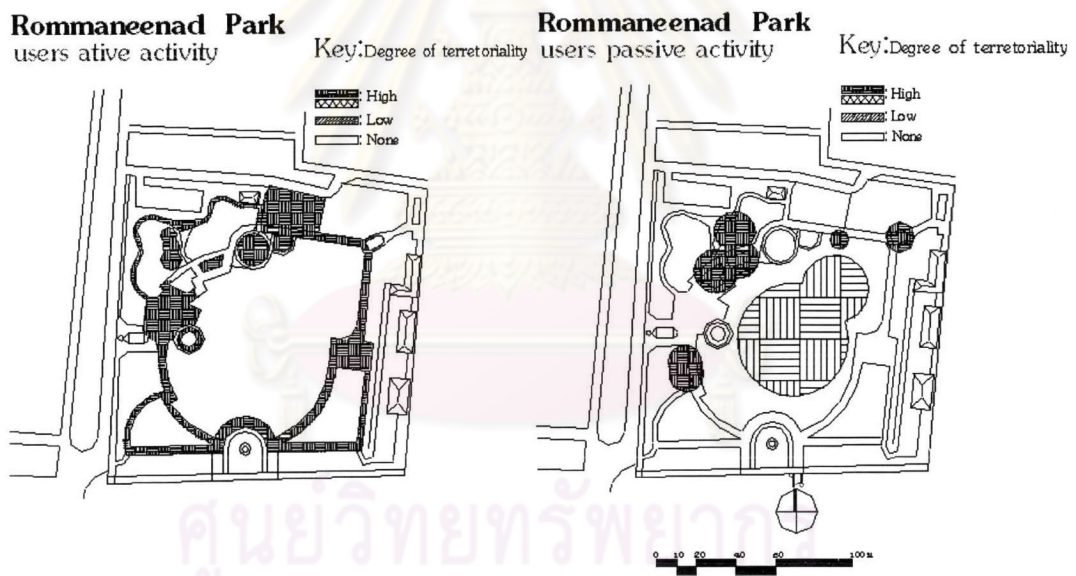 Rommaneenad Park
users ative activity
Key:Degree of terretoriality
: High
: Low
: None
Rommaneenad Park
users passive activity
Key:Degree of terretoriality
: High
: Low
: None
0 10 20 40 60 100 m
ศูนย์วิทยทรัพยากร